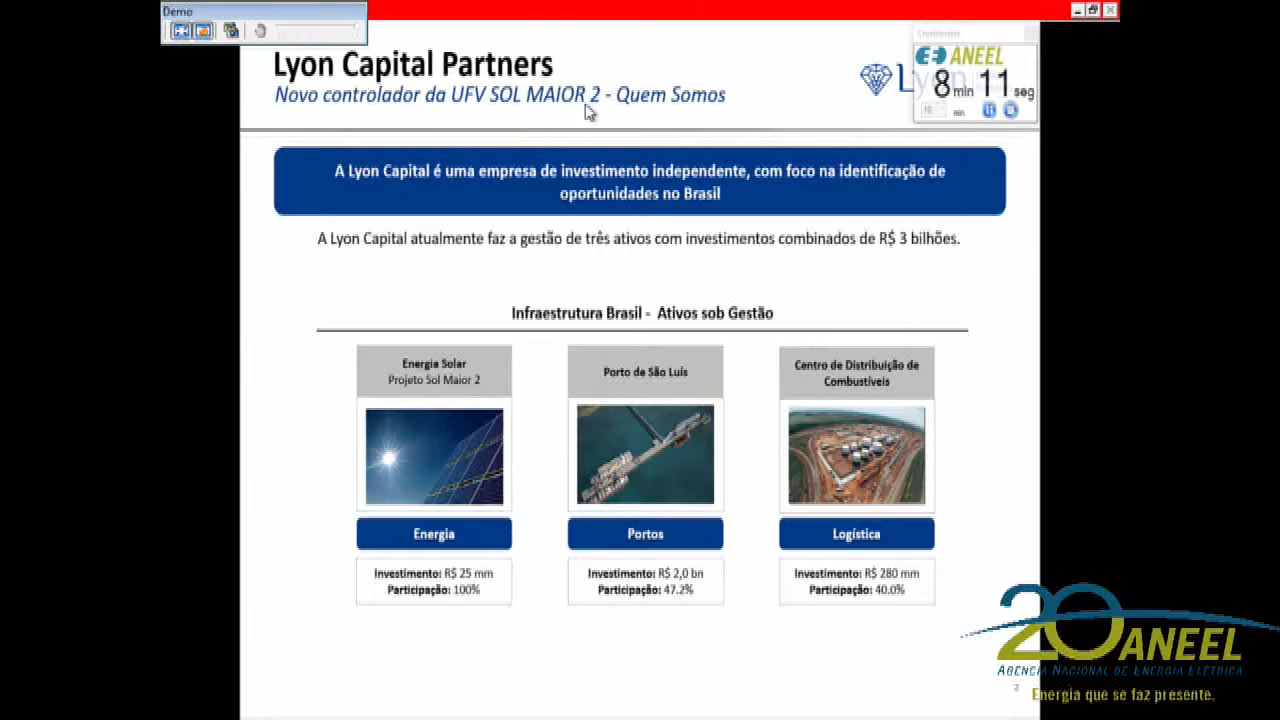 Demo
Lyon Capital Partners
Novo controlador da UFV SOL MAIOR 2 - Quem Somos
ANEEL
8 min 11 seg
10 min
A Lyon Capital é uma empresa de investimento independente, com foco na identificação de
oportunidades no Brasil
A Lyon Capital atualmente faz a gestão de três ativos com investimentos combinados de R$ 3 bilhões.
Infraestrutura Brasil - Ativos sob Gestão
Energia Solar
Projeto Sol Maior 2
Porto de São Luís
Centro de Distribuição de
Combustíveis
Energia
Portos
Logística
Investimento: R$ 25 mm
Participação: 100%
Investimento: R$ 2,0 bn
Participação: 47.2%
Investimento: R$ 280 mm
Participação: 40.0%
20 ANEEL
AGÊNCIA NACIONAL DE ENERGIA ELÉTRICA
2
Energia que se faz presente.